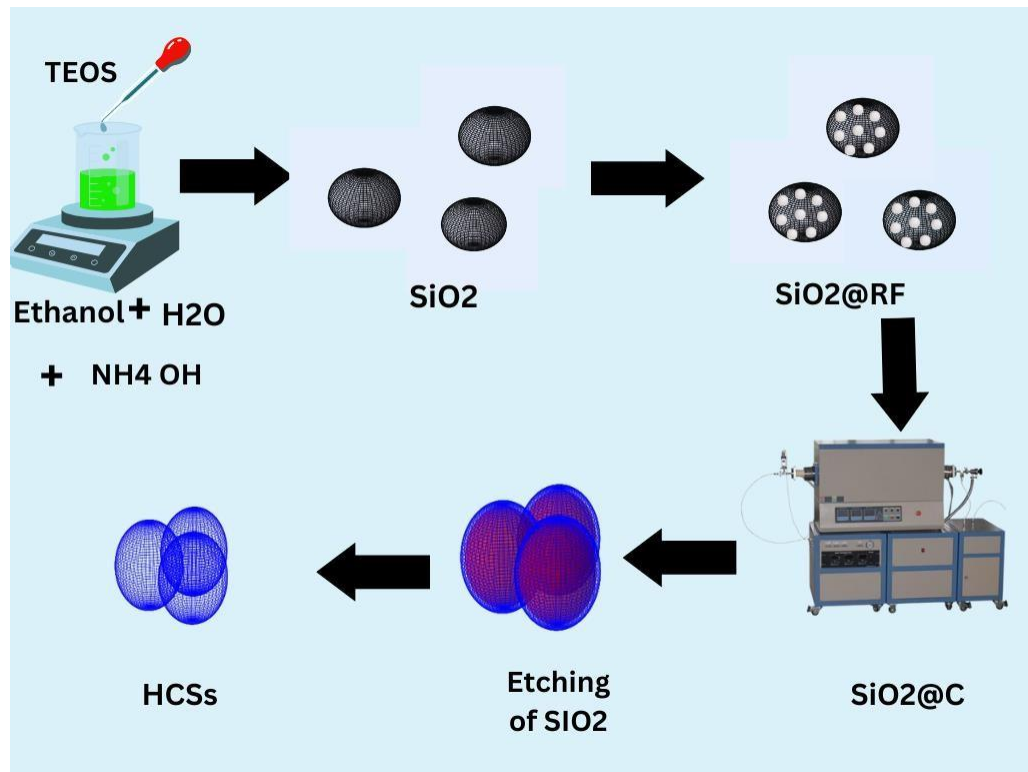 TEOS
Ethanol + H2O
+ NH4 OH
SiO2
SiO2@RF
SiO2@C
Etching
of SIO2
HCSs